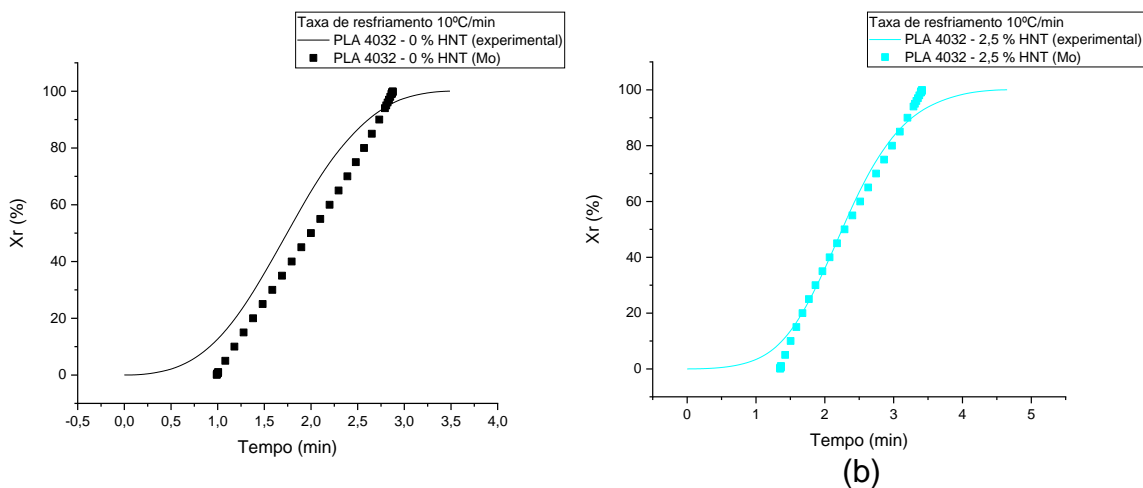 Taxa de resfriamento 10ºC/min
PLA 4032 - 0 % HNT (experimental)
PLA 4032 - 0 % HNT (Mo)
100
80
60
40
20
0
Xr (%)
-0,5
0,0
0,5
1,0
1,5
2,0
2,5
3,0
3,5
4,0
Tempo (min)
Taxa de resfriamento 10ºC/min
PLA 4032 - 2,5 % HNT (experimental)
PLA 4032 - 2,5 % HNT (Mo)
100
80
60
40
20
0
Xr (%)
0
1
2
3
4
5
Tempo (min)
(b)